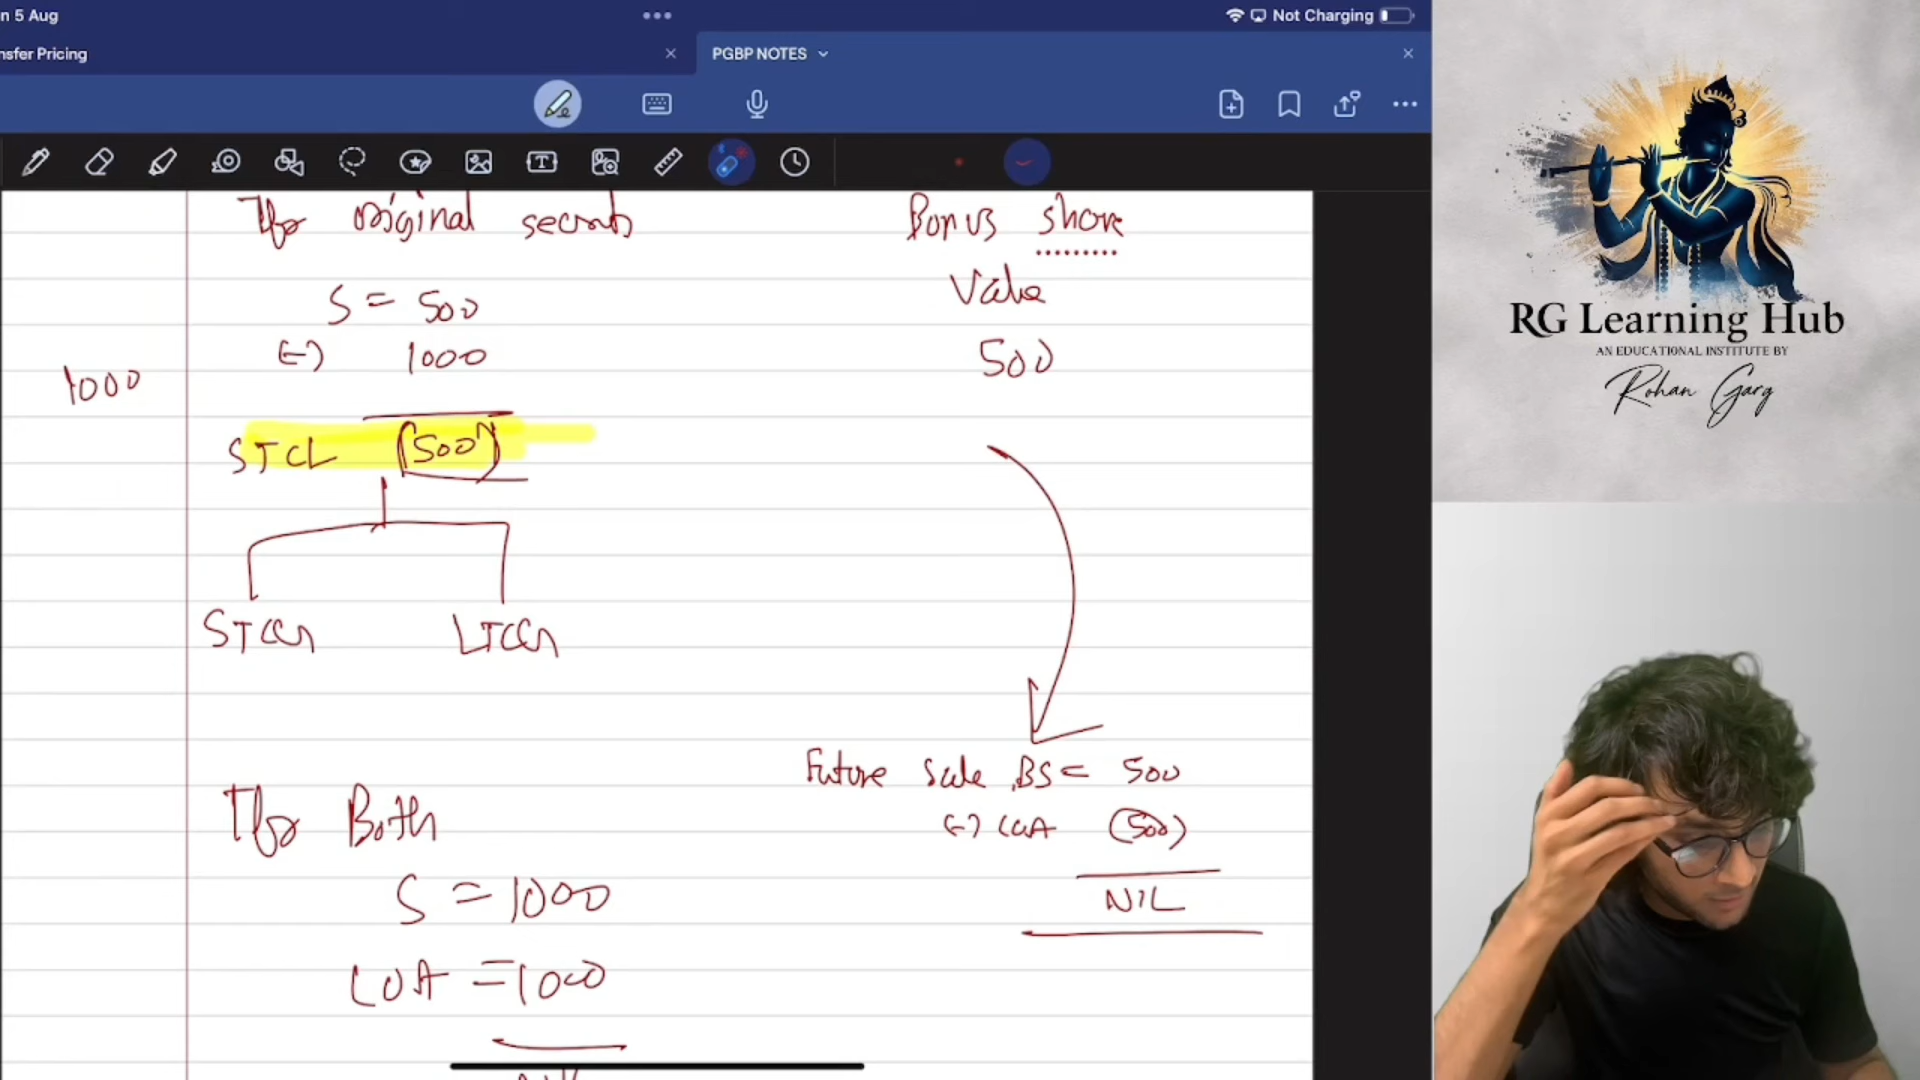 n 5 Aug
Not Charging
nsfer Pricing
PGBP NOTES
Tfr original
Bonus share
S = 500
Value
(-) 1000
500
1000
STCL (500)
STCG LTCG
Future Sale BS = 500
(-) COA (500)
NIL
Tfr Both
S = 1000
COA = 1000
RG Learning Hub
AN EDUCATIONAL INSTITUTE BY
Rohan Garg